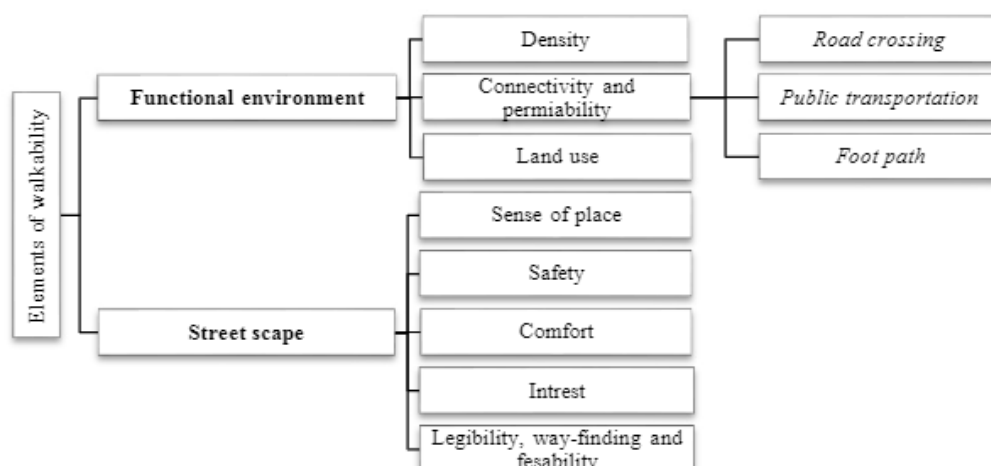 Elements of walkability
Functional environment
Density
Connectivity and
permiability
Land use
Road crossing
Public transportation
Foot path
Street scape
Sense of place
Safety
Comfort
Intrest
Legibility, way-finding and
fesability